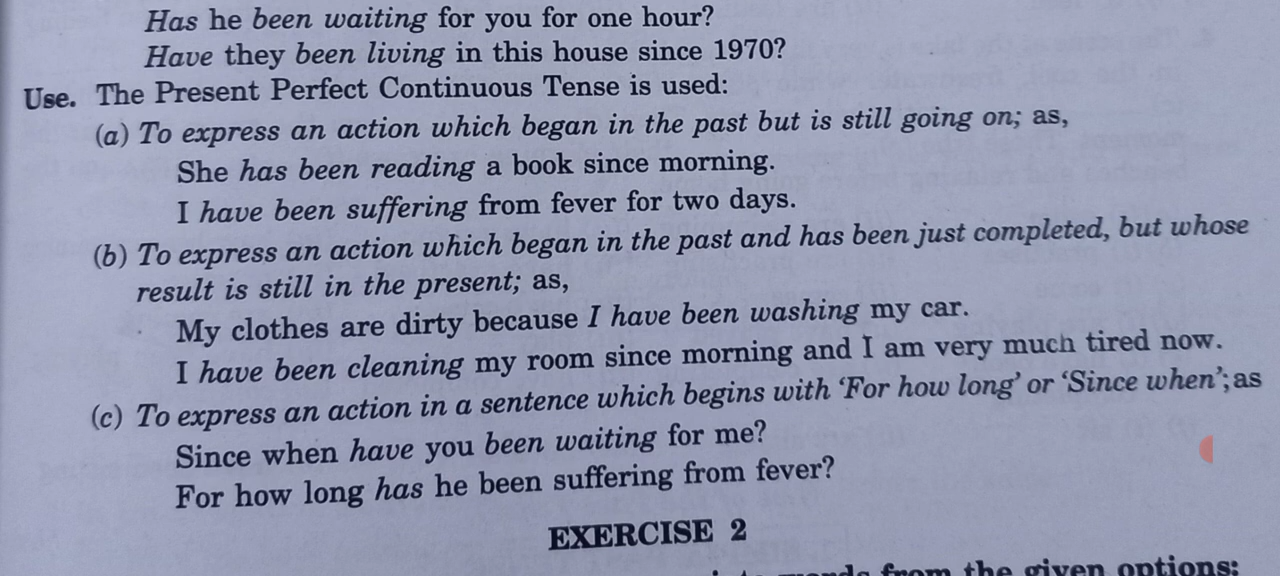 Has he been waiting for you for one hour?
Have they been living in this house since 1970?
Use. The Present Perfect Continuous Tense is used:
(a) To express an action which began in the past but is still going on; as,
She has been reading a book since morning.
I have been suffering from fever for two days.
(b) To express an action which began in the past and has been just completed, but whose
result is still in the present; as,
My clothes are dirty because I have been washing my car.
I have been cleaning my room since morning and I am very much tired now.
(c) To express an action in a sentence which begins with ‘For how long’ or ‘Since when’; as
Since when have you been waiting for me?
For how long has he been suffering from fever?
EXERCISE 2
words from the given options: